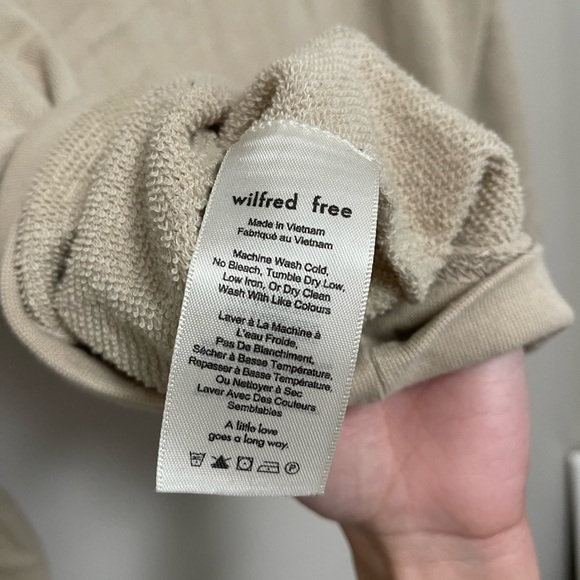 wilfred free
Made in Vietnam
Fabriqué au Vietnam
Machine Wash Cold,
No Bleach, Tumble Dry Low,
Low Iron, Or Dry Clean
Wash With Like Colours
Laver à La Machine à
L'eau Froide,
Pas De Blanchiment,
Sécher à Basse Température,
Repasser à Basse Température,
Ou Nettoyer à Sec
Laver Avec Des Couleurs
Semblables
A little love
goes a long way.